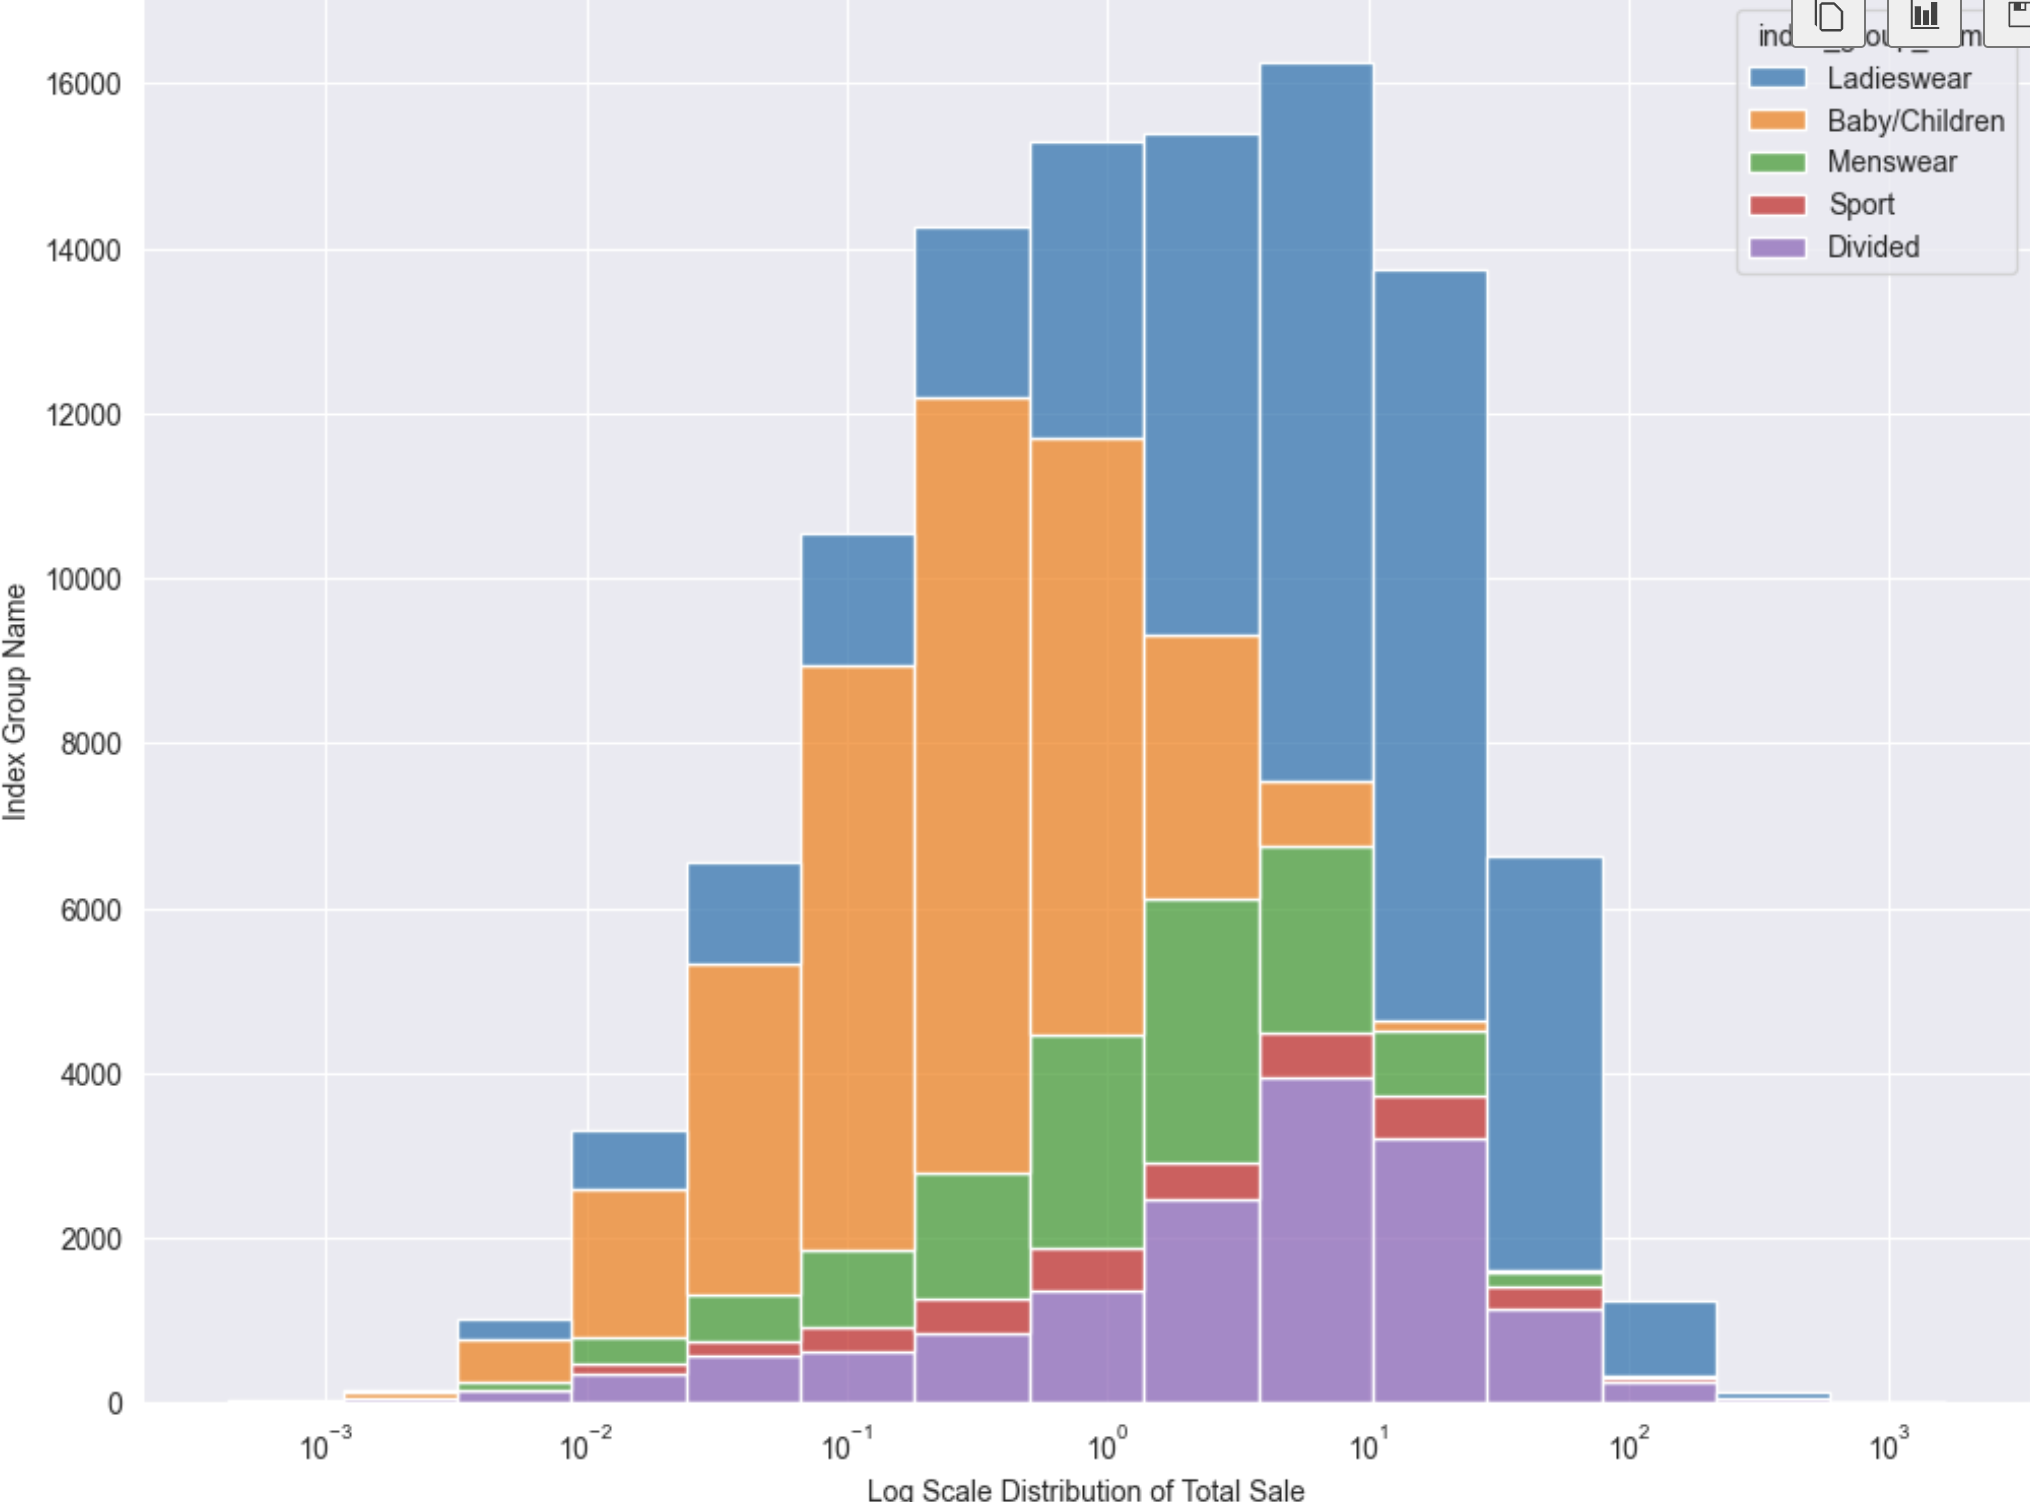 Ladieswear
Baby/Children
Menswear
Sport
Divided
16000
14000
12000
10000
8000
6000
4000
2000
0
Index Group Name
10⁻³ 10⁻² 10⁻¹ 10⁰ 10¹ 10² 10³
Log Scale Distribution of Total Sale